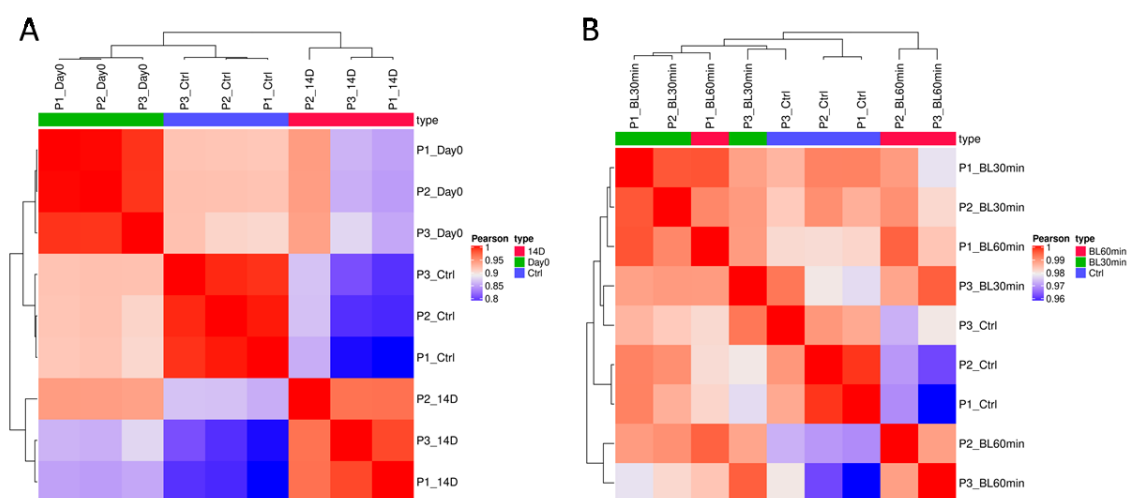 A
P1_Day0
P2_Day0
P3_Day0
P3_Ctrl
P2_Ctrl
P1_Ctrl
P2_14D
P3_14D
P1_14D
type
P1_Day0
P2_Day0
P3_Day0
P3_Ctrl
P2_Ctrl
P1_Ctrl
P2_14D
P3_14D
P1_14D
Pearson type
1 14D
0.95 Day0
0.9 Ctrl
0.85
0.8
B
P1_BL30min
P2_BL30min
P1_BL60min
P3_BL30min
P3_Ctrl
P2_Ctrl
P1_Ctrl
P2_BL60min
P3_BL60min
type
P1_BL30min
P2_BL30min
P1_BL60min
P3_BL30min
P3_Ctrl
P2_Ctrl
P1_Ctrl
P2_BL60min
P3_BL60min
Pearson type
1 BL60min
0.99 BL30min
0.98 Ctrl
0.97
0.96